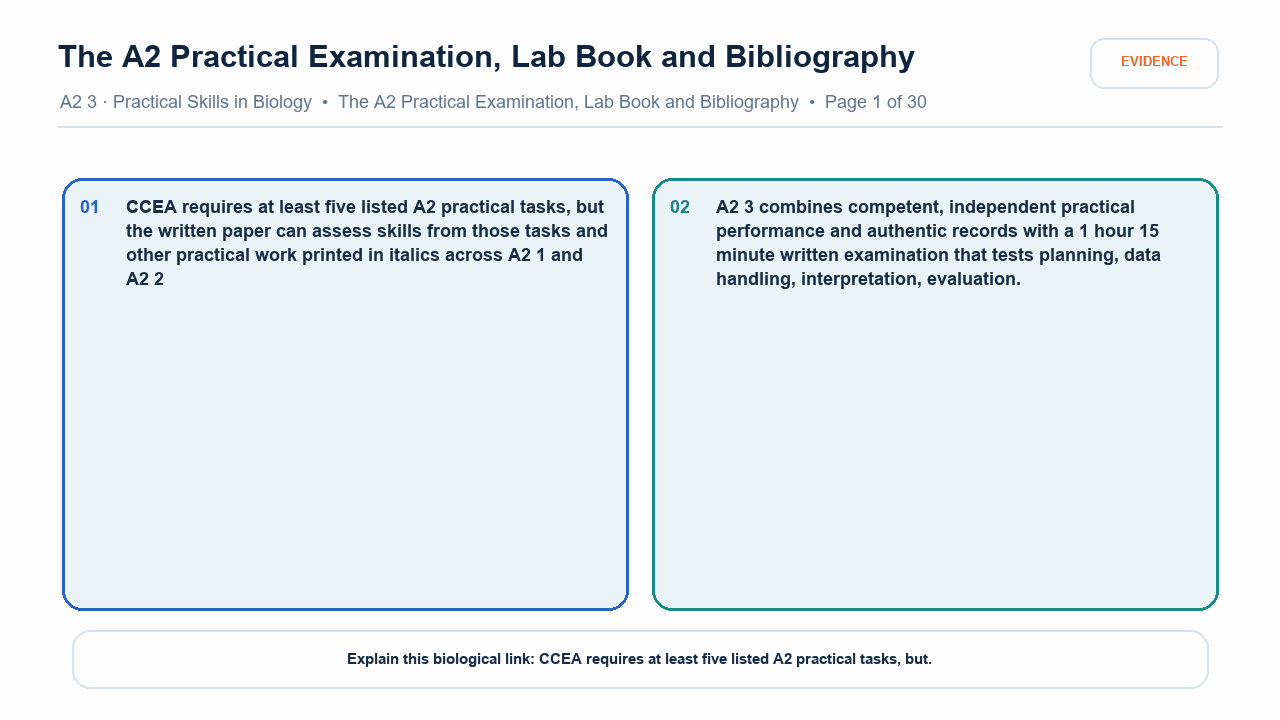 The A2 Practical Examination, Lab Book and Bibliography
EVIDENCE
A2 3 · Practical Skills in Biology • The A2 Practical Examination, Lab Book and Bibliography • Page 1 of 30
01
CCEA requires at least five listed A2 practical tasks, but
the written paper can assess skills from those tasks and
other practical work printed in italics across A2 1 and
A2 2
02
A2 3 combines competent, independent practical
performance and authentic records with a 1 hour 15
minute written examination that tests planning, data
handling, interpretation, evaluation.
Explain this biological link: CCEA requires at least five listed A2 practical tasks, but.